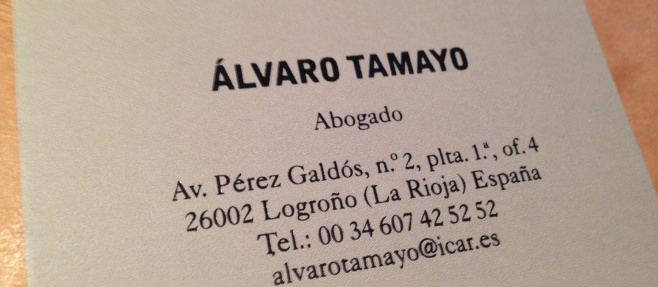 ÁLVARO TAMAYO
Abogado
Av. Pérez Galdós, n.º 2, plta. 1.ª, of. 4
26002 Logroño (La Rioja) España
Tel.: 00 34 607 42 52 52
alvarotamayo@icar.es